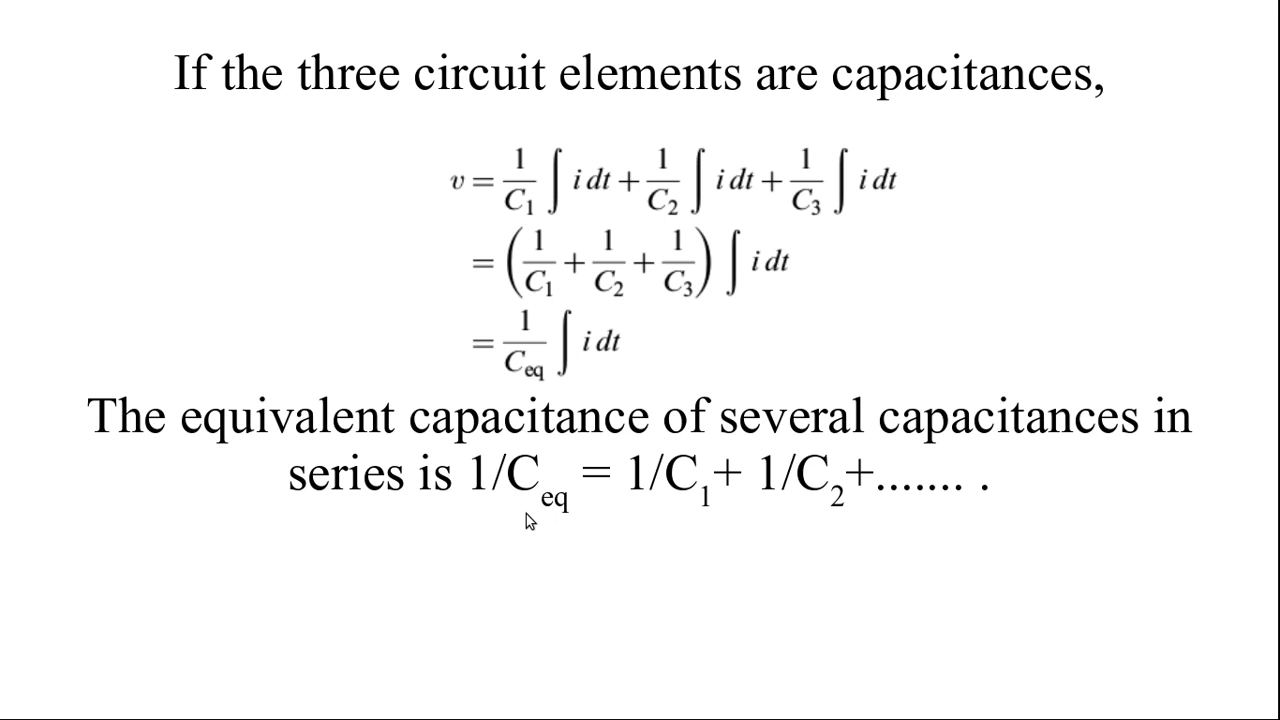 If the three circuit elements are capacitances,
v = 1/C₁ ∫ i dt + 1/C₂ ∫ i dt + 1/C₃ ∫ i dt
= (1/C₁ + 1/C₂ + 1/C₃) ∫ i dt
= 1/Ceq ∫ i dt
The equivalent capacitance of several capacitances in
series is 1/Ceq = 1/C₁+ 1/C₂+....... .